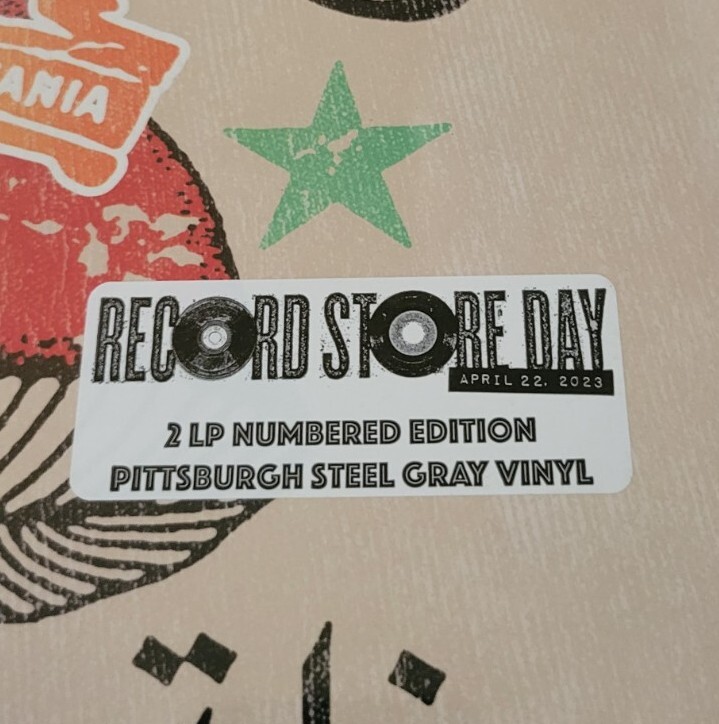 ANIA
RECORD STORE DAY
APRIL 22, 2023
2 LP NUMBERED EDITION
PITTSBURGH STEEL GRAY VINYL